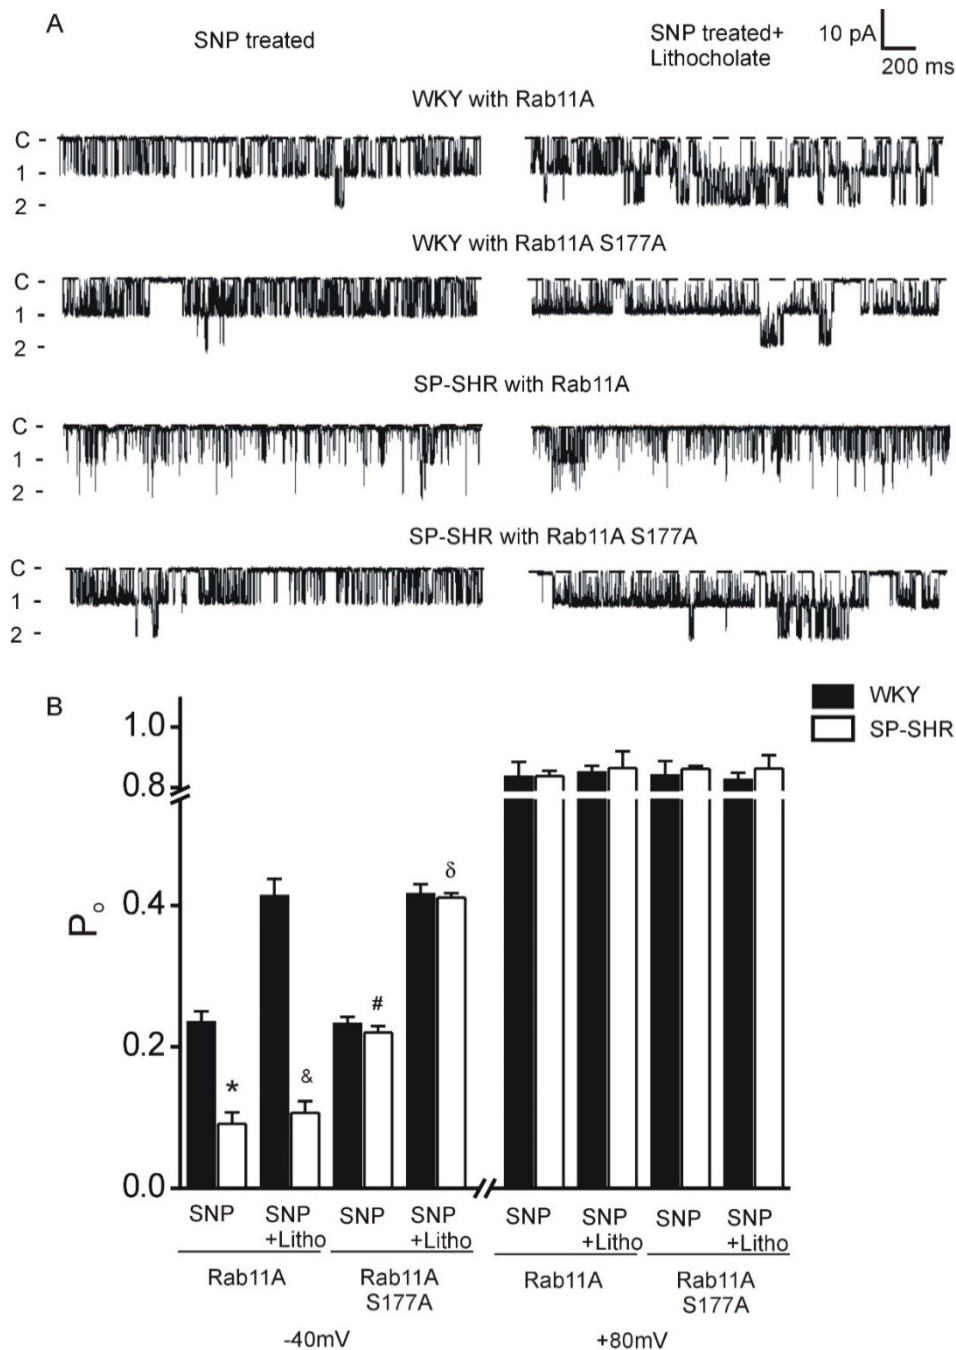 A
SNP treated
SNP treated+
Lithocholate
10 pA
200 ms
WKY with Rab11A
C -
1 -
2 -
WKY with Rab11A S177A
C -
1 -
2 -
SP-SHR with Rab11A
C -
1 -
2 -
SP-SHR with Rab11A S177A
C -
1 -
2 -
B
WKY
SP-SHR
1.0
0.8
0.4
0.2
0.0
Po
* & # δ
SNP SNP SNP SNP SNP SNP SNP SNP
+Litho +Litho +Litho +Litho
Rab11A Rab11A Rab11A Rab11A
S177A S177A
-40mV +80mV